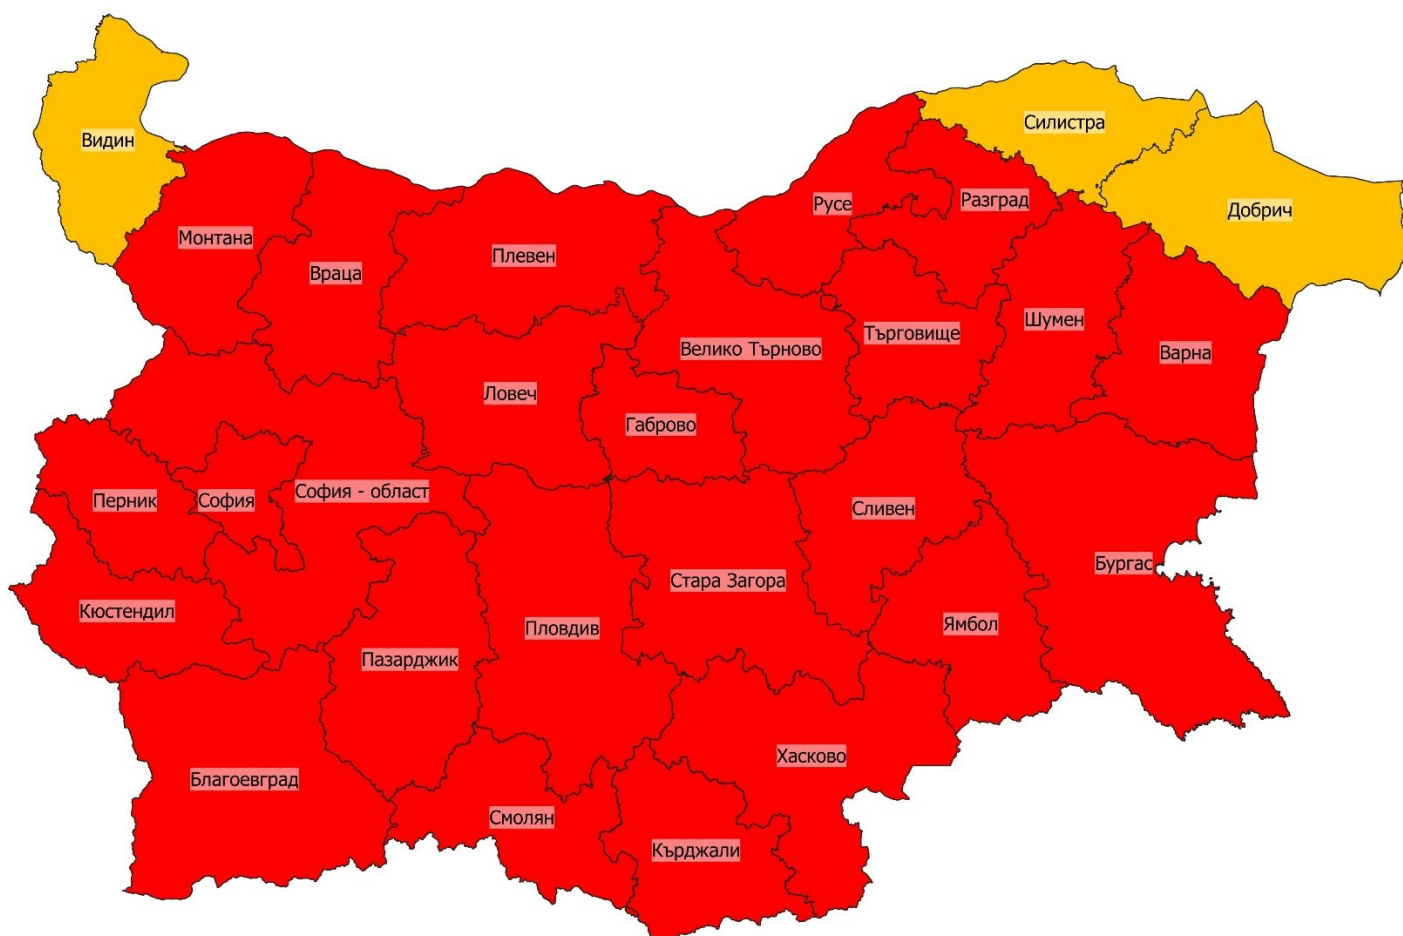 Видин
Силистра
Добрич
Русе
Разград
Монтана
Враца
Плевен
Шумен
Търговище
Велико Търново
Варна
Ловеч
Габрово
Перник
София
София - област
Сливен
Бургас
Стара Загора
Кюстендил
Пловдив
Ямбол
Пазарджик
Хасково
Благоевград
Смолян
Кърджали